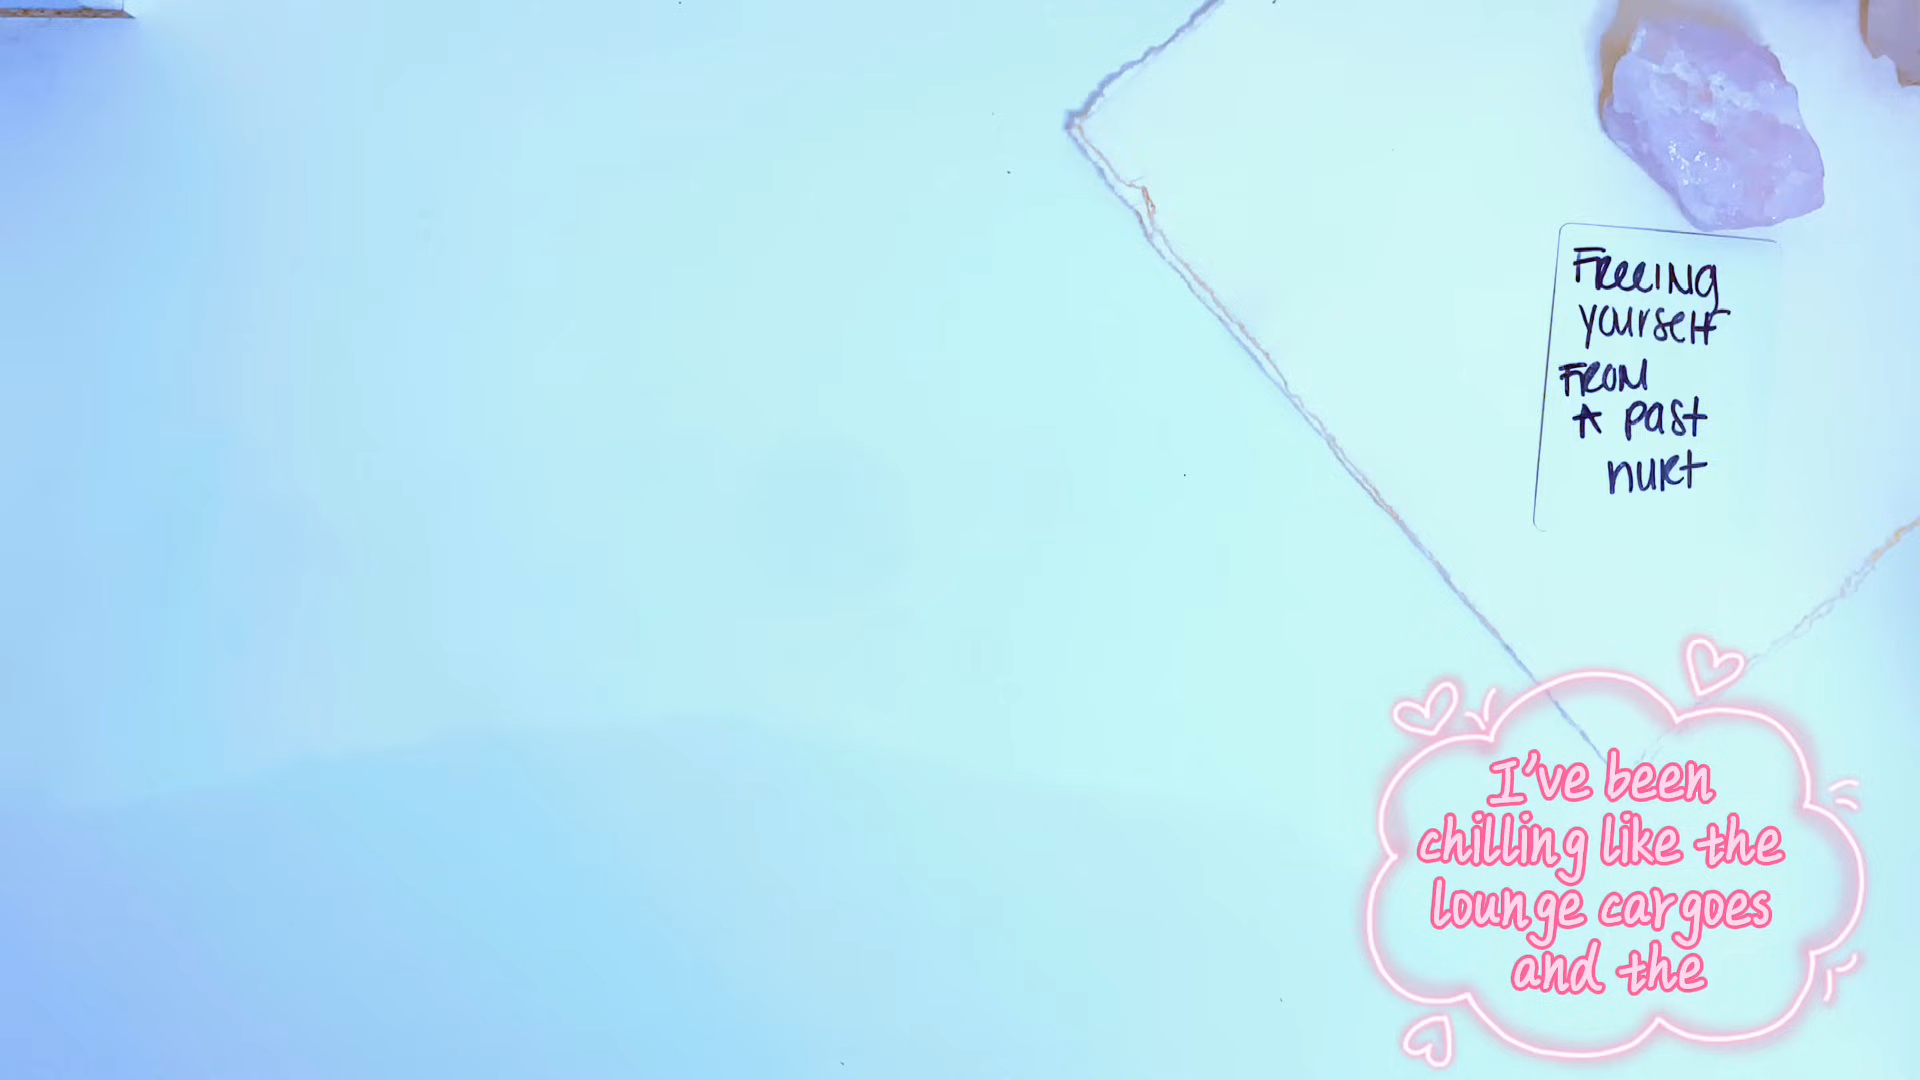 FREEING
yourself
FROM
A past
hurt
I've been
chilling like the
lounge cargoes
and the